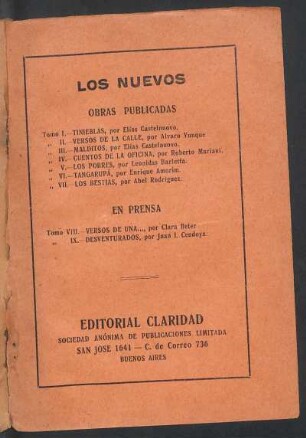 LOS NUEVOS
OBRAS PUBLICADAS
Tomo I.—TINIEBLAS, por Elías Castelnuovo.
„ II.—VERSOS DE LA CALLE, por Alvaro Yunque
„ III.—MALDITOS, por Elías Castelnuovo.
„ IV.—CUENTOS DE LA OFICINA, por Roberto Mariani.
„ V.—LOS POBRES, por Leonidas Barletta.
„ VI.—TANGARUPÁ, por Enrique Amorim.
„ VII.—LOS BESTIAS, por Abel Rodríguez.
EN PRENSA
Tomo VIII.—VERSOS DE UNA..., por Clara Beter
„ IX.—DESVENTURADOS, por Juan I. Cendoya
EDITORIAL CLARIDAD
SOCIEDAD ANÓNIMA DE PUBLICACIONES LIMITADA
SAN JOSE 1641 — C. de Correo 736
BUENOS AIRES